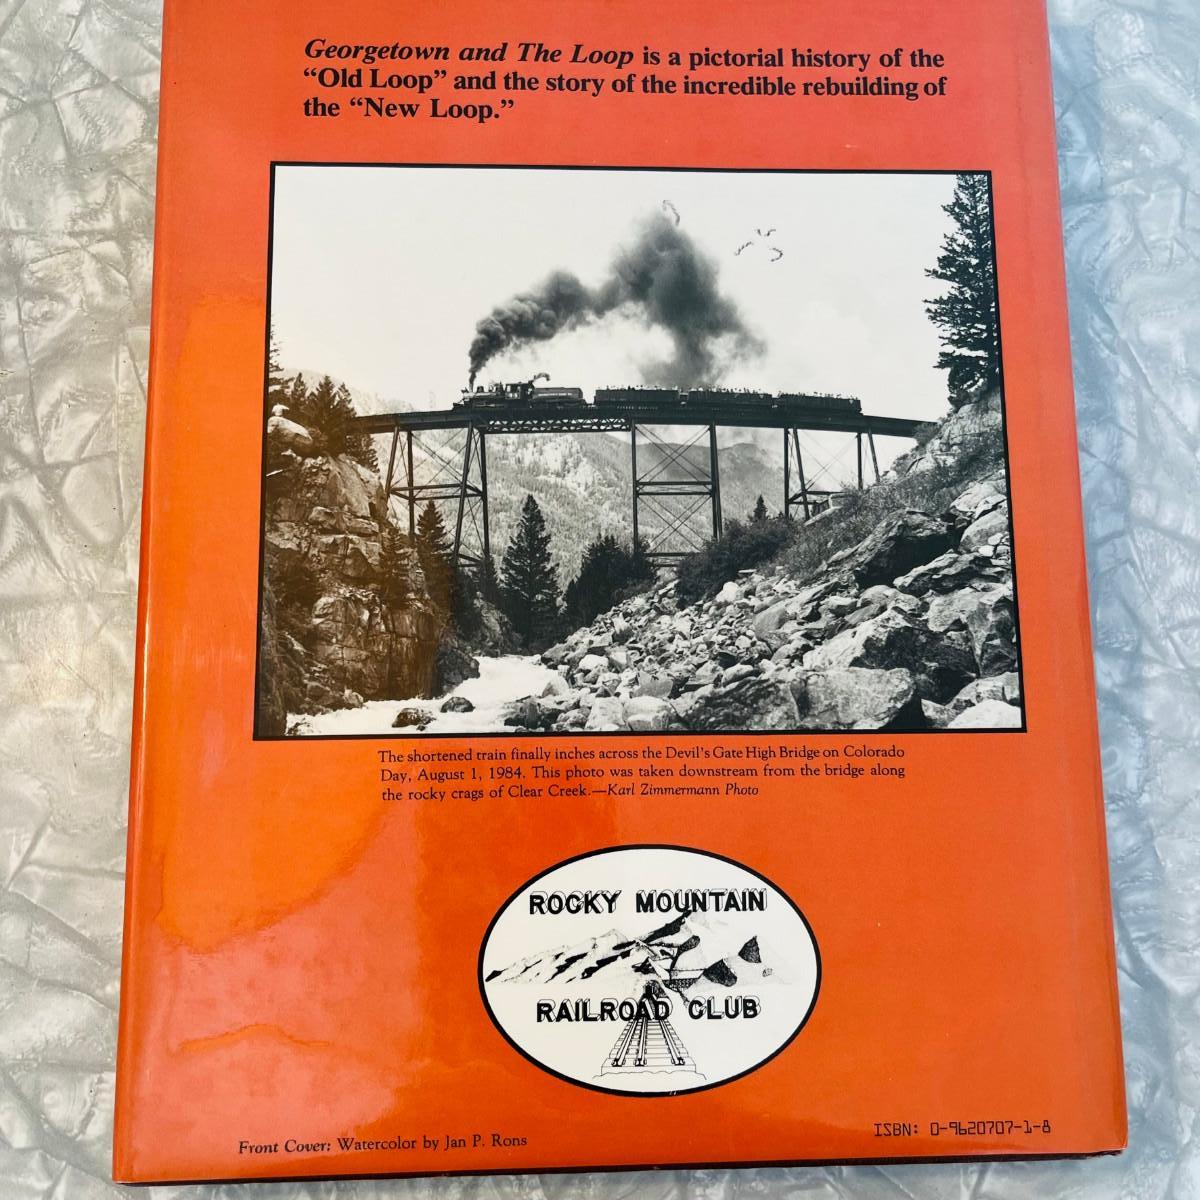 Georgetown and The Loop is a pictorial history of the
“Old Loop” and the story of the incredible rebuilding of
the “New Loop.”
The shortened train finally inches across the Devil's Gate High Bridge on Colorado
Day, August 1, 1984. This photo was taken downstream from the bridge along
the rocky crags of Clear Creek.—Karl Zimmermann Photo
ROCKY MOUNTAIN
RAILROAD CLUB
Front Cover: Watercolor by Jan P. Rons
ISBN: 0-9620707-1-8